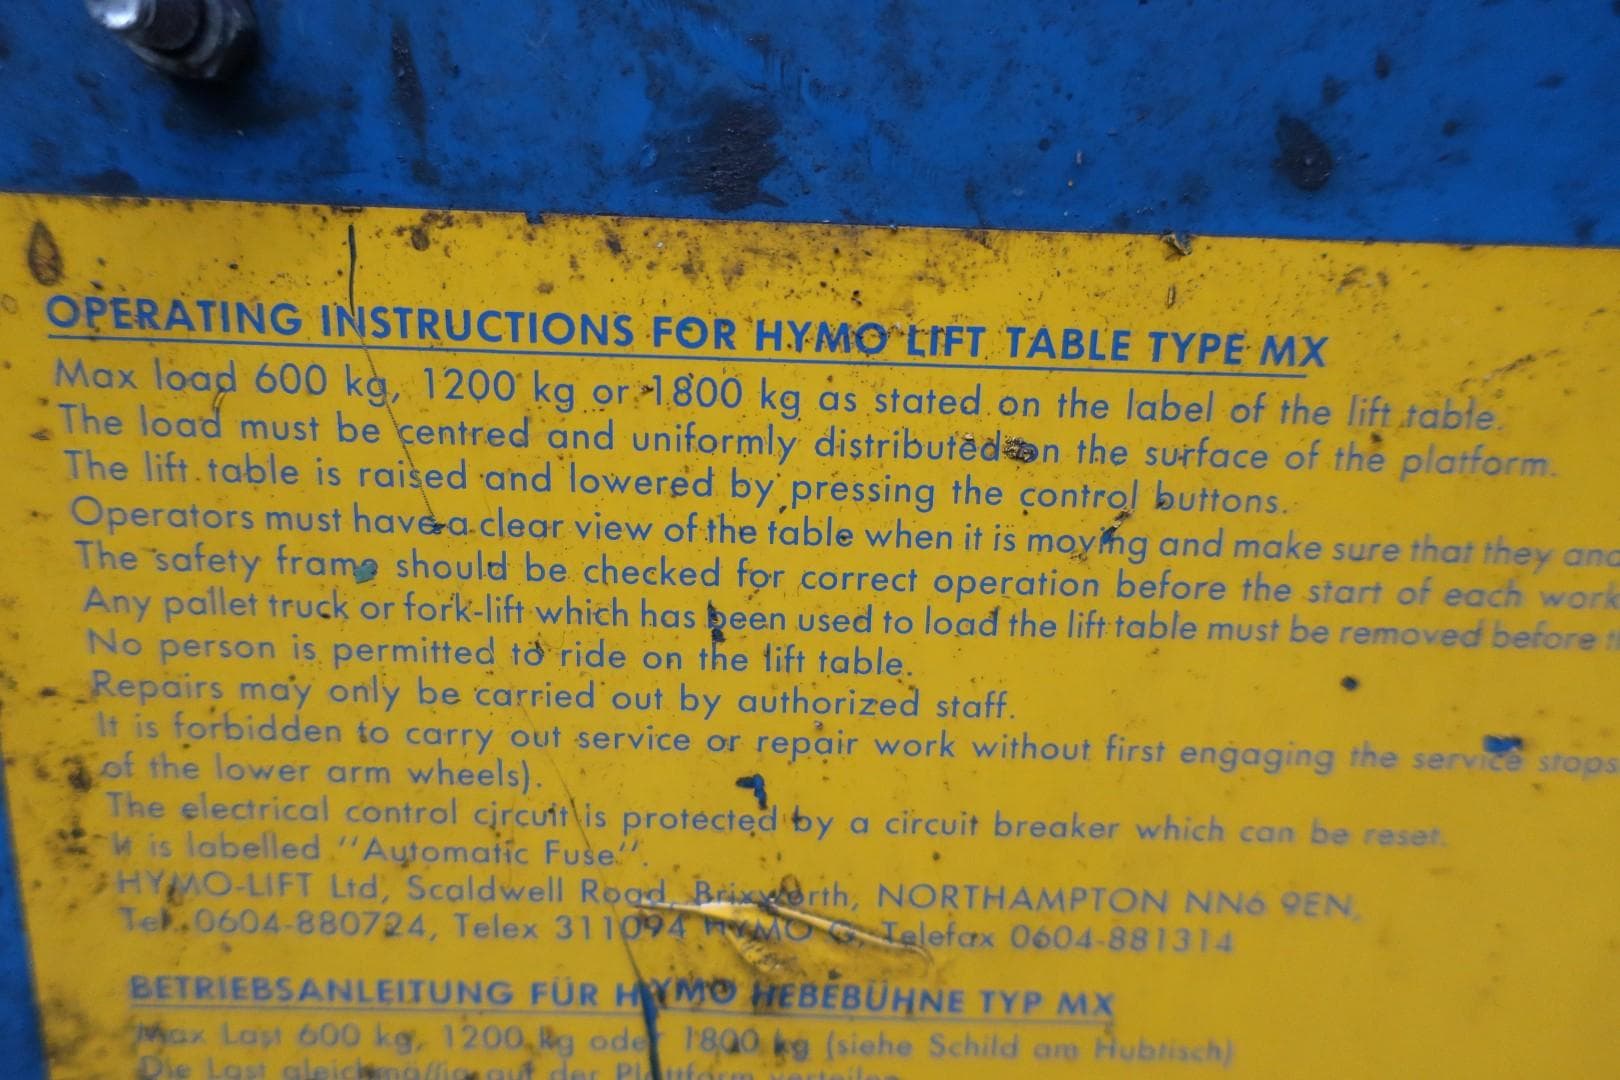 OPERATING INSTRUCTIONS FOR HYMO LIFT TABLE TYPE MX
Max load 600 kg, 1200 kg or 1800 kg as stated on the label of the lift table.
The load must be centred and uniformly distributed on the surface of the platform.
The lift table is raised and lowered by pressing the control buttons.
Operators must have a clear view of the table when it is moving and make sure that they and
The safety frame should be checked for correct operation before the start of each work
Any pallet truck or fork-lift which has been used to load the lift table must be removed before
No person is permitted to ride on the lift table.
Repairs may only be carried out by authorized staff.
It is forbidden to carry out service or repair work without first engaging the service stops
of the lower arm wheels).
The electrical control circuit is protected by a circuit breaker which can be reset.
It is labelled "Automatic Fuse".
HYMO-LIFT Ltd, Scaldwell Road, Brixworth, NORTHAMPTON NN6 9EN,
Tel. 0604-880724, Telex 311094 HYMO G, Telefax 0604-881314
BETRIEBSANLEITUNG FÜR HYMO HEBEBÜHNE TYP MX
Max Last 600 kg, 1200 kg oder 1800 kg (siehe Schild am Hubtisch)
Die Last gleichmäßig auf der Plattform verteilen